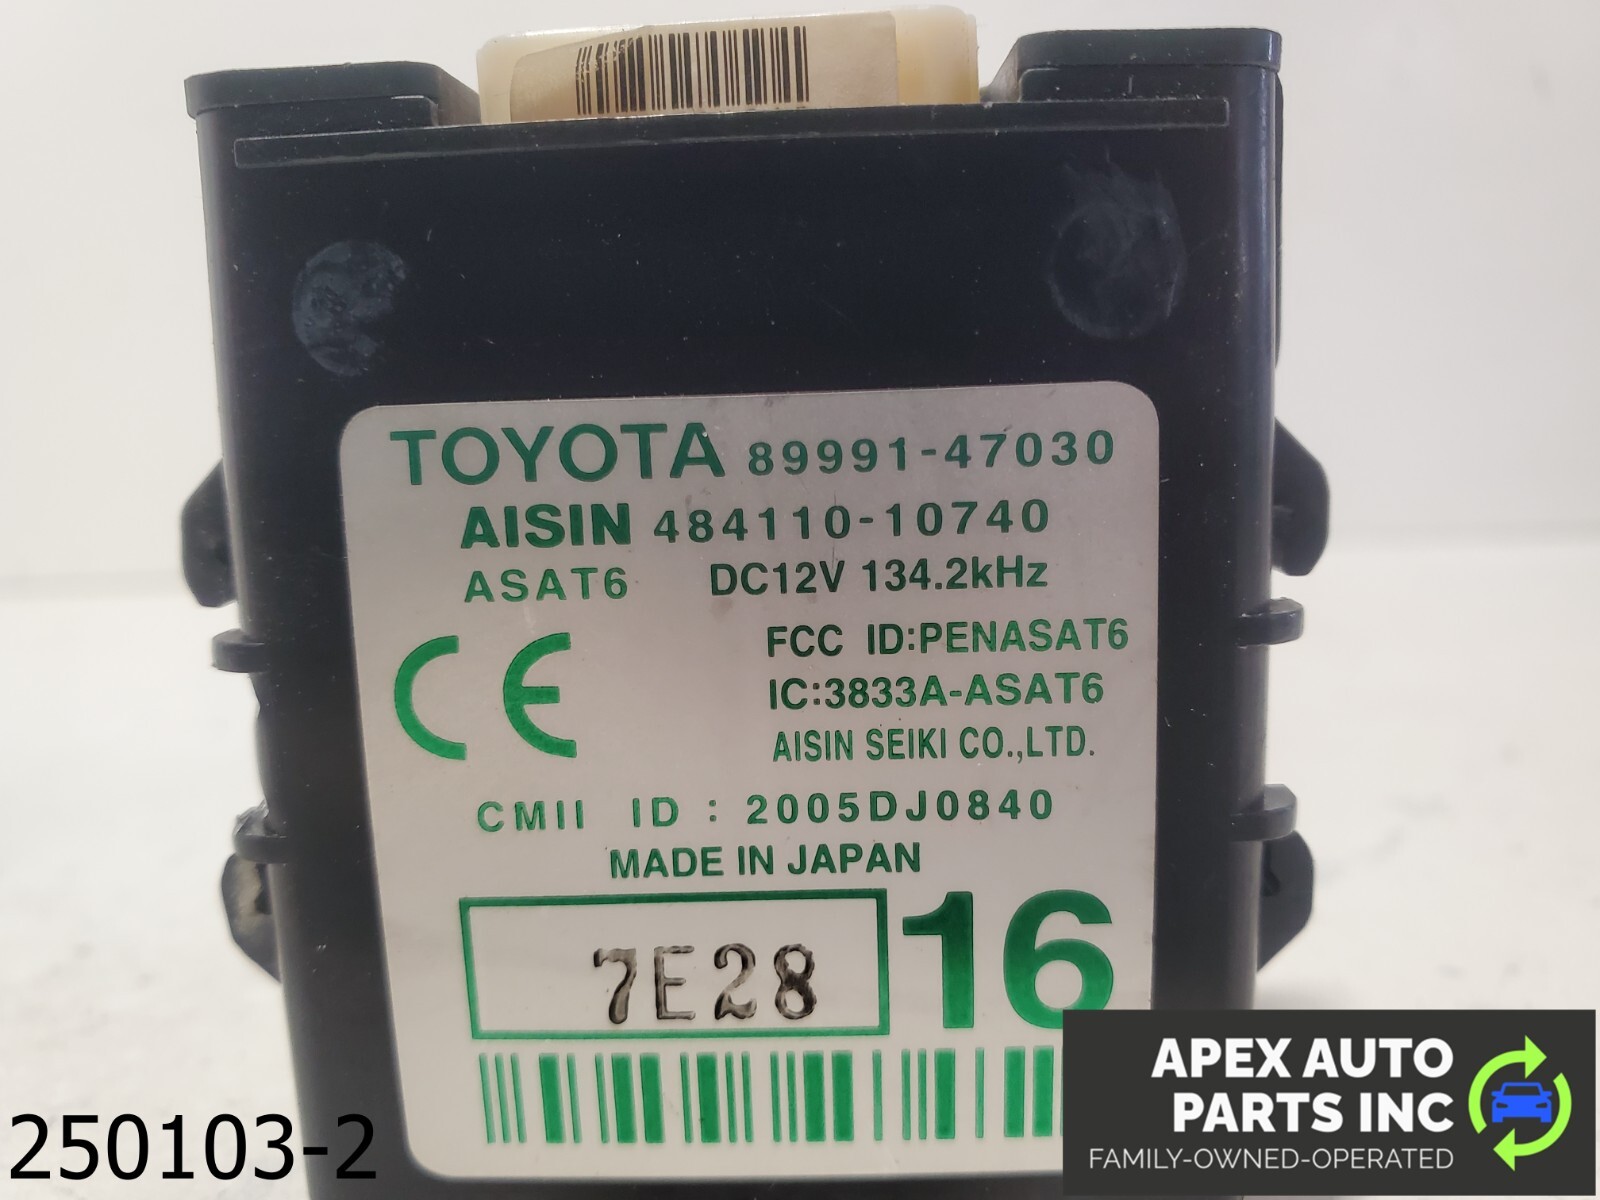 TOYOTA 89991-47030
AISIN 484110-10740
ASAT6 DC12V 134.2kHz
CE
FCC ID:PENASAT6
IC:3833A-ASAT6
AISIN SEIKI CO.,LTD.
CMII ID : 2005DJ0840
MADE IN JAPAN
7E28 16
250103-2
APEX AUTO
PARTS INC
FAMILY-OWNED-OPERATED